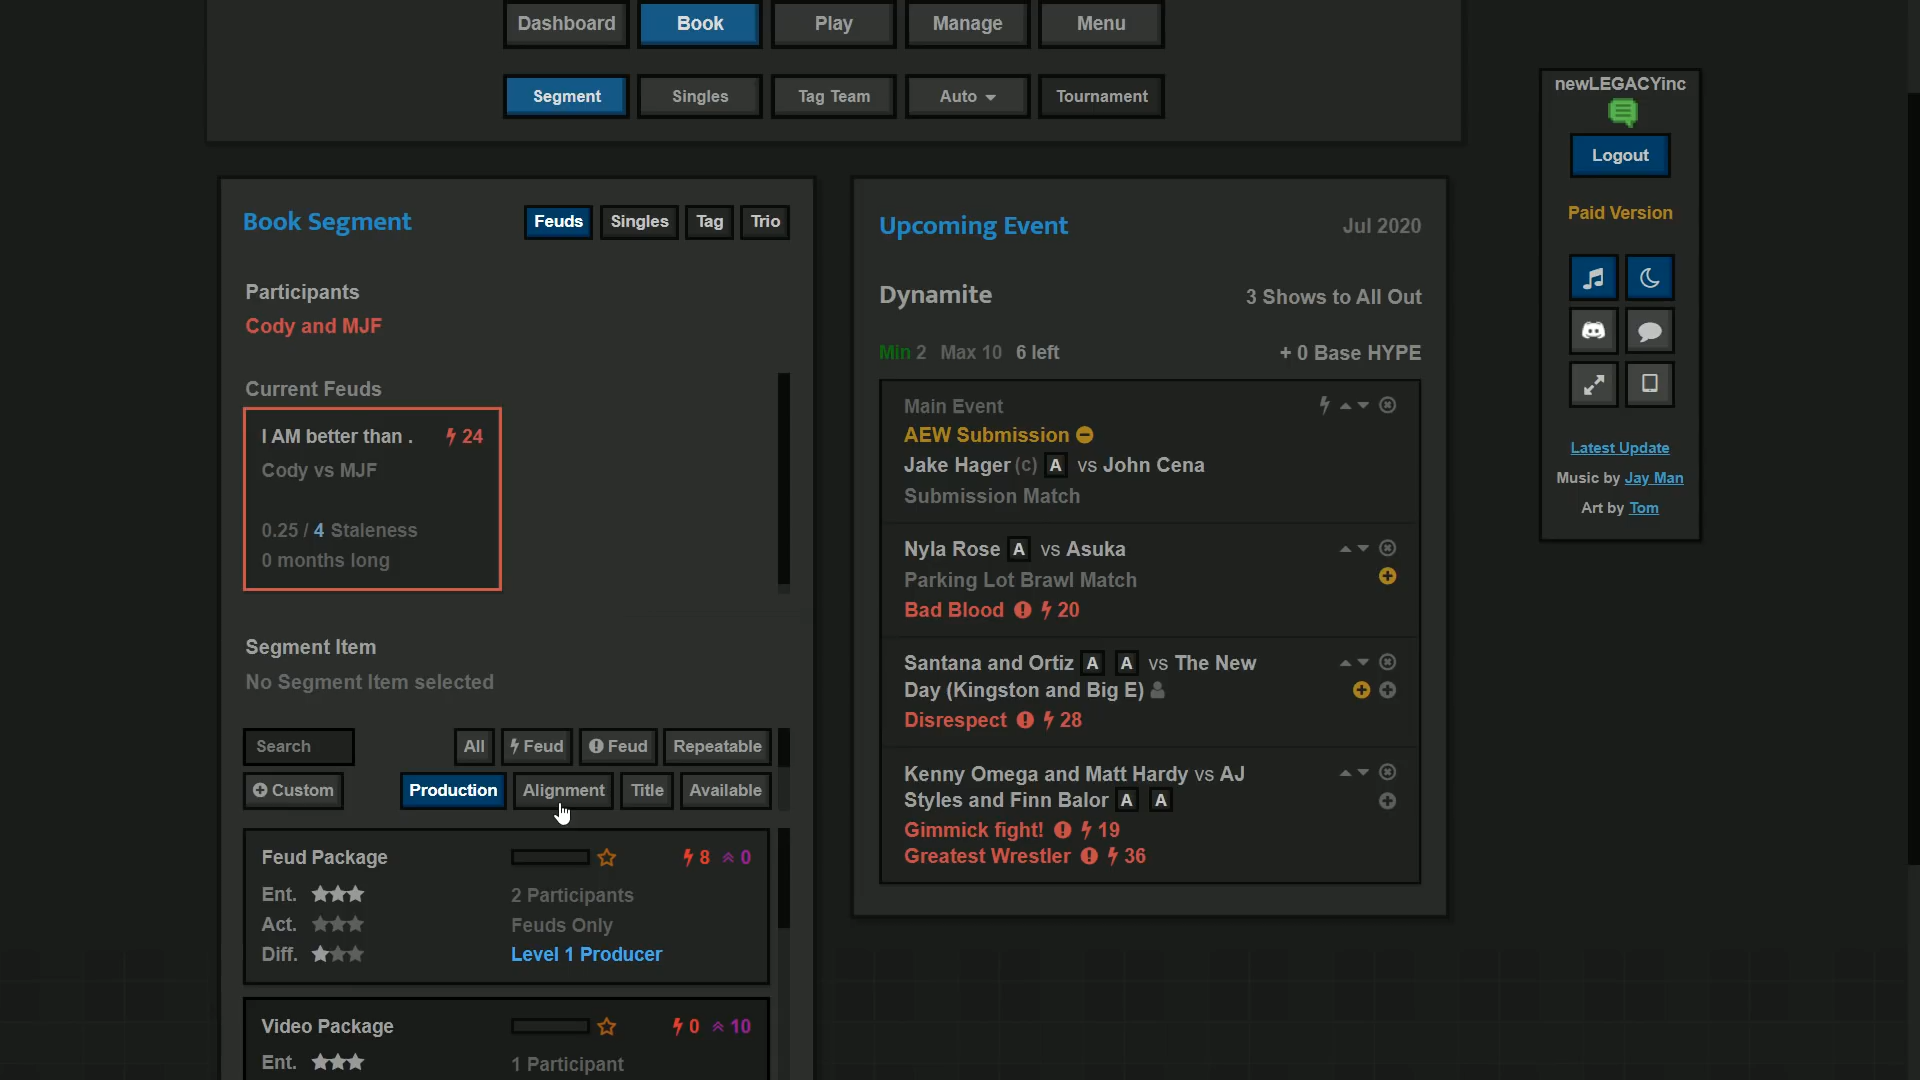 Dashboard
Book
Play
Manage
Menu
Segment
Singles
Tag Team
Auto
Tournament
newLEGACYinc
Logout
Paid Version
Latest Update
Music by Jay Man
Art by Tom
Book Segment
Feuds
Singles
Tag
Trio
Participants
Cody and MJF
Current Feuds
I AM better than . 24
Cody vs MJF
0.25 / 4 Staleness
0 months long
Segment Item
No Segment Item selected
Search
All
Feud
Feud
Repeatable
Custom
Production
Alignment
Title
Available
Feud Package 8 0
Ent. 2 Participants
Act. Feuds Only
Diff. Level 1 Producer
Video Package 0 10
Ent. 1 Participant
Upcoming Event Jul 2020
Dynamite 3 Shows to All Out
Min 2 Max 10 6 left + 0 Base HYPE
Main Event
AEW Submission
Jake Hager (c) A vs John Cena
Submission Match
Nyla Rose A vs Asuka
Parking Lot Brawl Match
Bad Blood 20
Santana and Ortiz A A vs The New
Day (Kingston and Big E)
Disrespect 28
Kenny Omega and Matt Hardy vs AJ
Styles and Finn Balor A A
Gimmick fight! 19
Greatest Wrestler 36